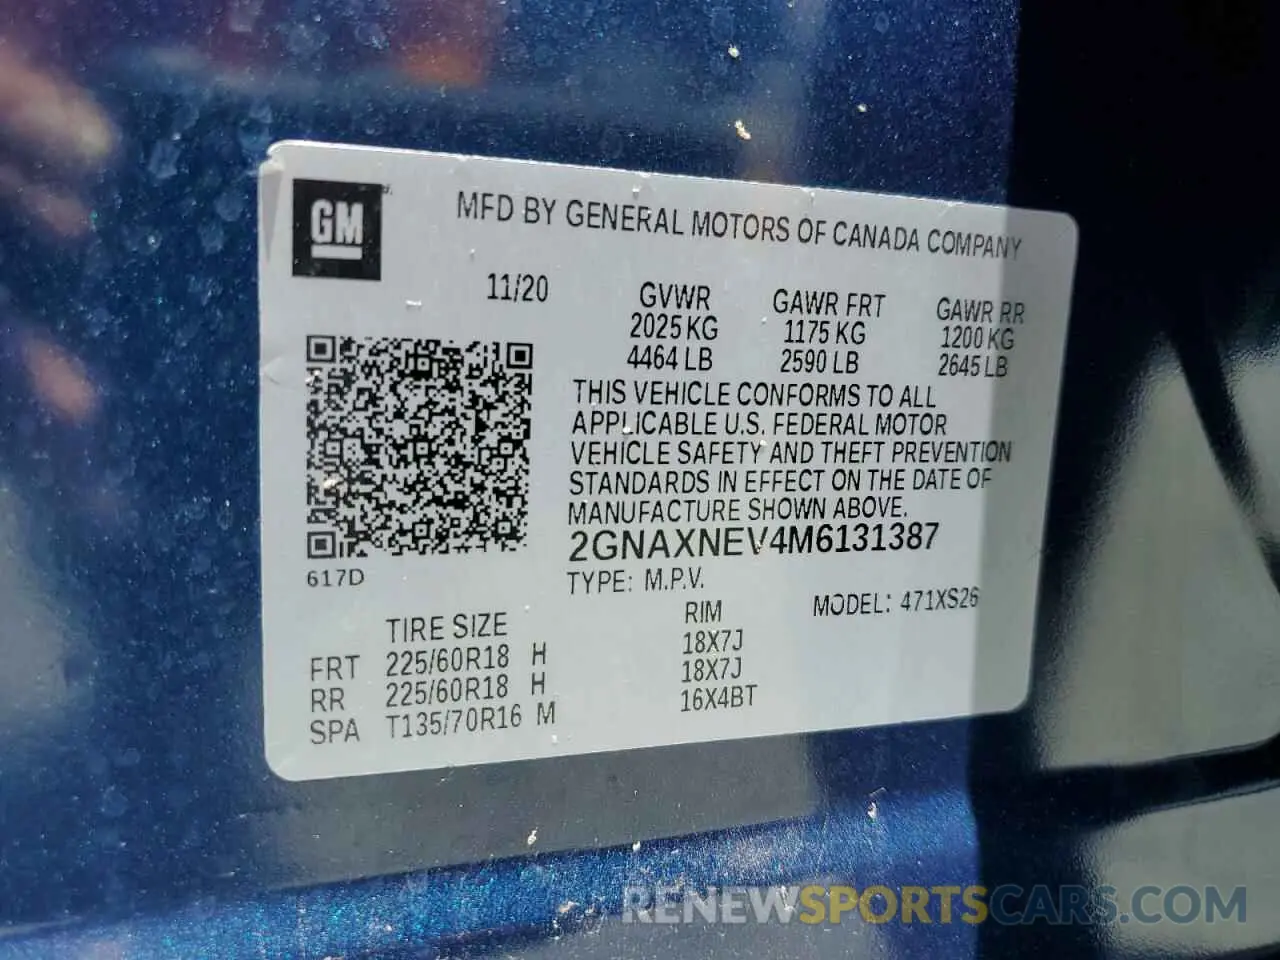 GM
MFD BY GENERAL MOTORS OF CANADA COMPANY
11/20
GVWR GAWR FRT GAWR RR
2025 KG 1175 KG 1200 KG
4464 LB 2590 LB 2645 LB
THIS VEHICLE CONFORMS TO ALL
APPLICABLE U.S. FEDERAL MOTOR
VEHICLE SAFETY AND THEFT PREVENTION
STANDARDS IN EFFECT ON THE DATE OF
MANUFACTURE SHOWN ABOVE.
2GNAXNEV4M6131387
617D
TYPE: M.P.V.
MODEL: 471XS26
TIRE SIZE RIM
FRT 225/60R18 H 18X7J
RR 225/60R18 H 18X7J
SPA T135/70R16 M 16X4BT
RENEWSPORTSCARS.COM